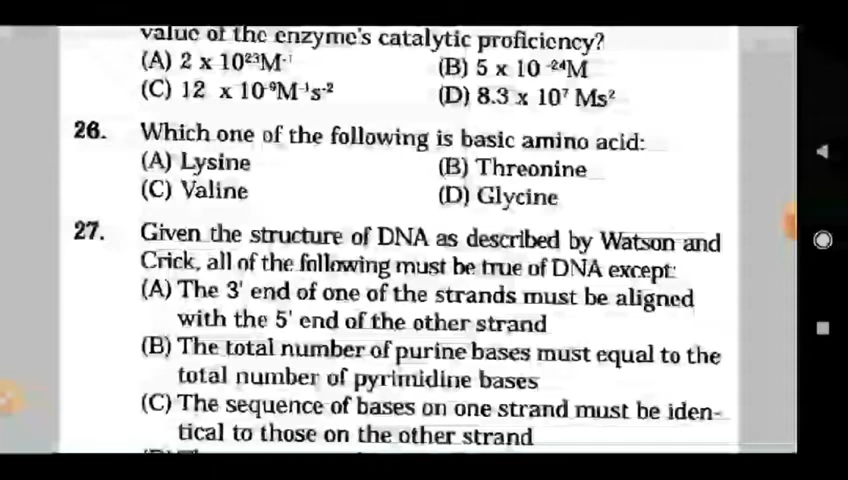 value of the enzyme's catalytic proficiency?
(A) 2 x 10²³M⁻¹
(B) 5 x 10 ⁻²⁴M
(C) 12 x 10⁻⁹M⁻¹s⁻²
(D) 8.3 x 10⁷ Ms²
26. Which one of the following is basic amino acid:
(A) Lysine
(B) Threonine
(C) Valine
(D) Glycine
27. Given the structure of DNA as described by Watson and
Crick, all of the following must be true of DNA except:
(A) The 3' end of one of the strands must be aligned
with the 5' end of the other strand
(B) The total number of purine bases must equal to the
total number of pyrimidine bases
(C) The sequence of bases on one strand must be iden-
tical to those on the other strand